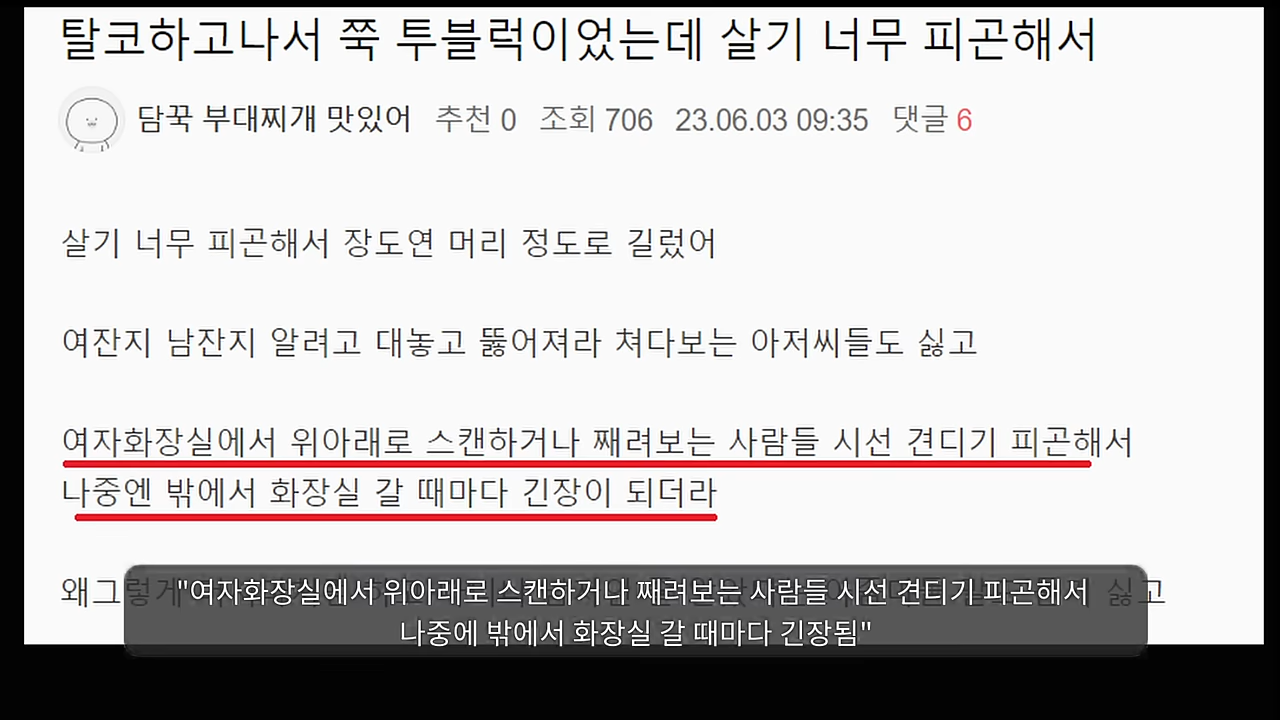 탈코하고나서 쭉 투블럭이었는데 살기 너무 피곤해서
담꾹 부대찌개 맛있어 추천 0 조회 706 23.06.03 09:35 댓글 6
살기 너무 피곤해서 장도연 머리 정도로 길렀어
여잔지 남잔지 알려고 대놓고 뚫어져라 쳐다보는 아저씨들도 싫고
여자화장실에서 위아래로 스캔하거나 째려보는 사람들 시선 견디기 피곤해서
나중엔 밖에서 화장실 갈 때마다 긴장이 되더라
왜그렇게 싫고
"여자화장실에서 위아래로 스캔하거나 째려보는 사람들 시선 견디기 피곤해서
나중에 밖에서 화장실 갈 때마다 긴장됨"